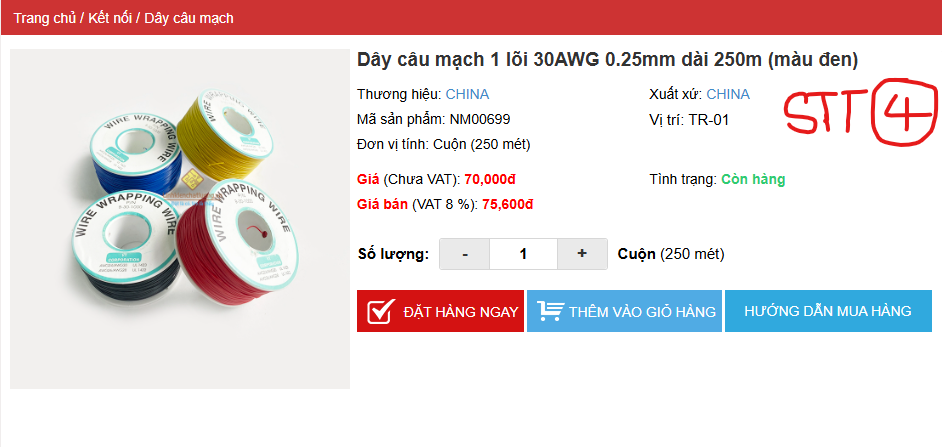 Trang chủ / Kết nối / Dây câu mạch
Dây câu mạch 1 lõi 30AWG 0.25mm dài 250m (màu đen)
Thương hiệu: CHINA
Xuất xứ: CHINA
Mã sản phẩm: NM00699
Vị trí: TR-01
STT 4
Đơn vị tính: Cuộn (250 mét)
Giá (Chưa VAT): 70,000đ
Tình trạng: Còn hàng
Giá bán (VAT 8 %): 75,600đ
Số lượng: - 1 + Cuộn (250 mét)
ĐẶT HÀNG NGAY
THÊM VÀO GIỎ HÀNG
HƯỚNG DẪN MUA HÀNG
WIRE WRAPPING WIRE
WIRE WRAPPING WIRE
WIRE WRAPPING WIRE
WIRE WRAPPING WIRE